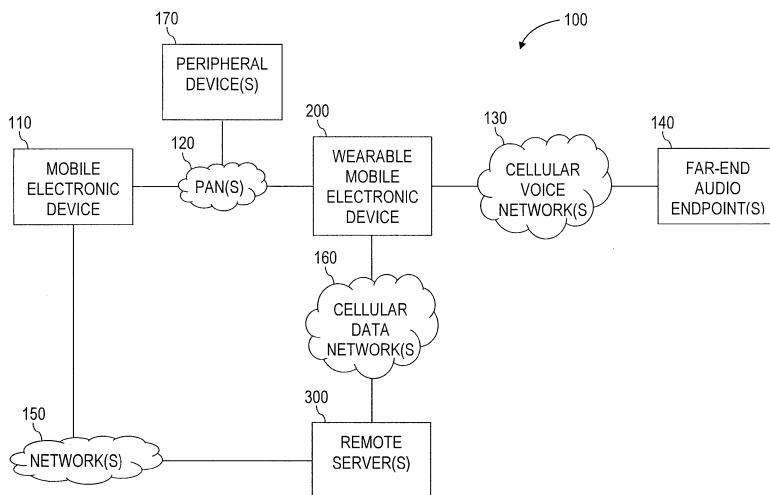 100
170
PERIPHERAL
DEVICE(S)
110
MOBILE
ELECTRONIC
DEVICE
120
PAN(S)
200
WEARABLE
MOBILE
ELECTRONIC
DEVICE
130
CELLULAR
VOICE
NETWORK(S
140
FAR-END
AUDIO
ENDPOINT(S)
160
CELLULAR
DATA
NETWORK(S
150
NETWORK(S)
300
REMOTE
SERVER(S)